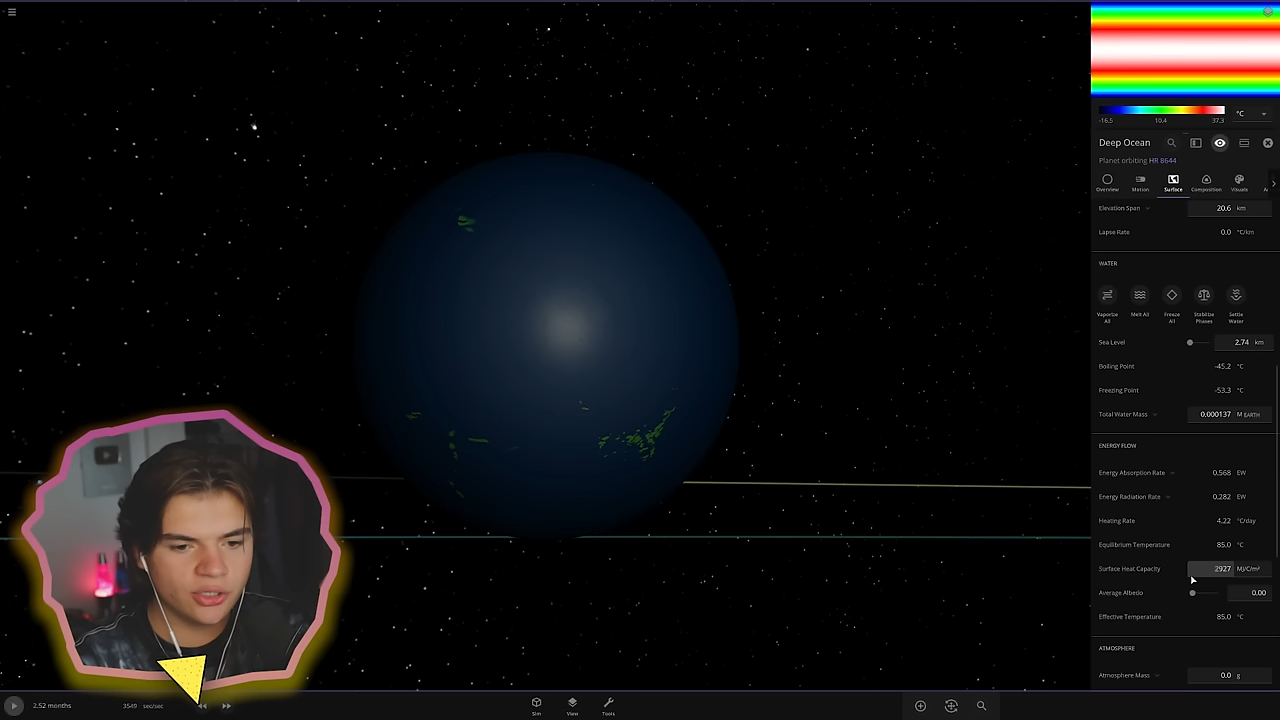 -16.5 10.4 37.3 °C
Deep Ocean
Planet orbiting HR 8644
Overview Motion Surface Composition Visuals
Elevation Span 20.6 km
Lapse Rate 0.0 °C/km
WATER
Vaporize All Melt All Freeze All Stabilize Phases Settle Water
Sea Level 2.74 km
Boiling Point -45.2 °C
Freezing Point -53.3 °C
Total Water Mass 0.000137 M EARTH
ENERGY FLOW
Energy Absorption Rate 0.568 EW
Energy Radiation Rate 0.282 EW
Heating Rate 4.22 °C/day
Equilibrium Temperature 85.0 °C
Surface Heat Capacity 2927 MJ/C/m²
Average Albedo 0.00
Effective Temperature 85.0 °C
ATMOSPHERE
Atmosphere Mass 0.0 g
2.52 months 3549 sec/sec Sim View Tools